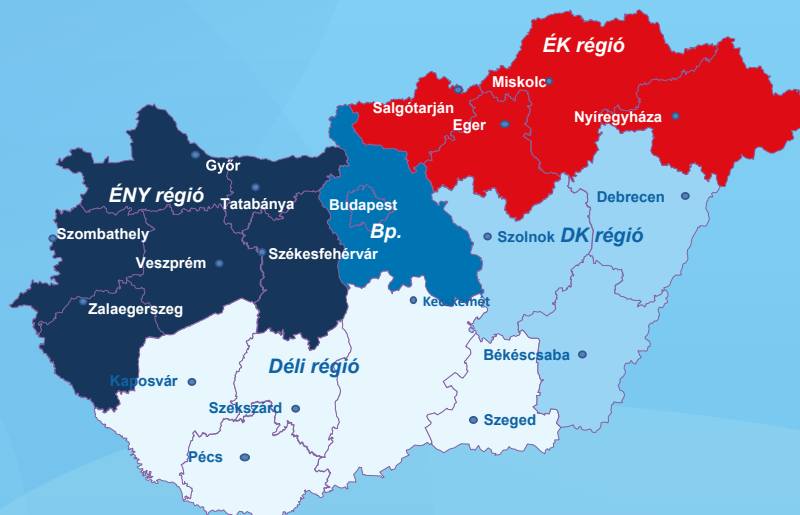 ÉK régió
Miskolc
Salgótarján
Eger
Nyíregyháza
Győr
ÉNY régió
Tatabánya
Budapest
Debrecen
Szombathely
Bp.
Szolnok
DK régió
Székesfehérvár
Veszprém
Zalaegerszeg
Kecskemét
Békéscsaba
Déli régió
Kaposvár
Szekszárd
Szeged
Pécs